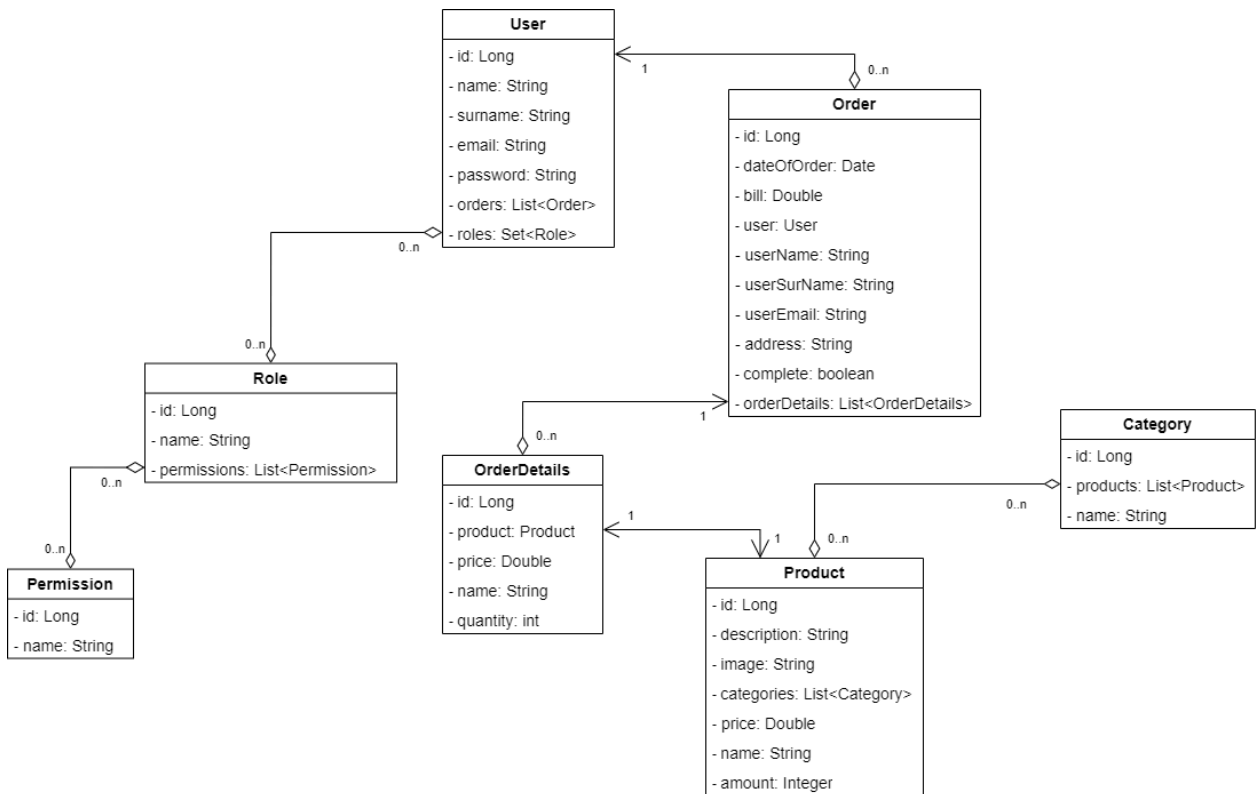 User
- id: Long
- name: String
- surname: String
- email: String
- password: String
- orders: List<Order>
- roles: Set<Role>
1
0..n
Order
- id: Long
- dateOfOrder: Date
- bill: Double
- user: User
- userName: String
- userSurName: String
- userEmail: String
- address: String
- complete: boolean
- orderDetails: List<OrderDetails>
0..n
0..n
Role
- id: Long
- name: String
- permissions: List<Permission>
0..n
0..n
Permission
- id: Long
- name: String
1
0..n
OrderDetails
- id: Long
- product: Product
- price: Double
- name: String
- quantity: int
1
1
Category
- id: Long
- products: List<Product>
- name: String
0..n
0..n
Product
- id: Long
- description: String
- image: String
- categories: List<Category>
- price: Double
- name: String
- amount: Integer